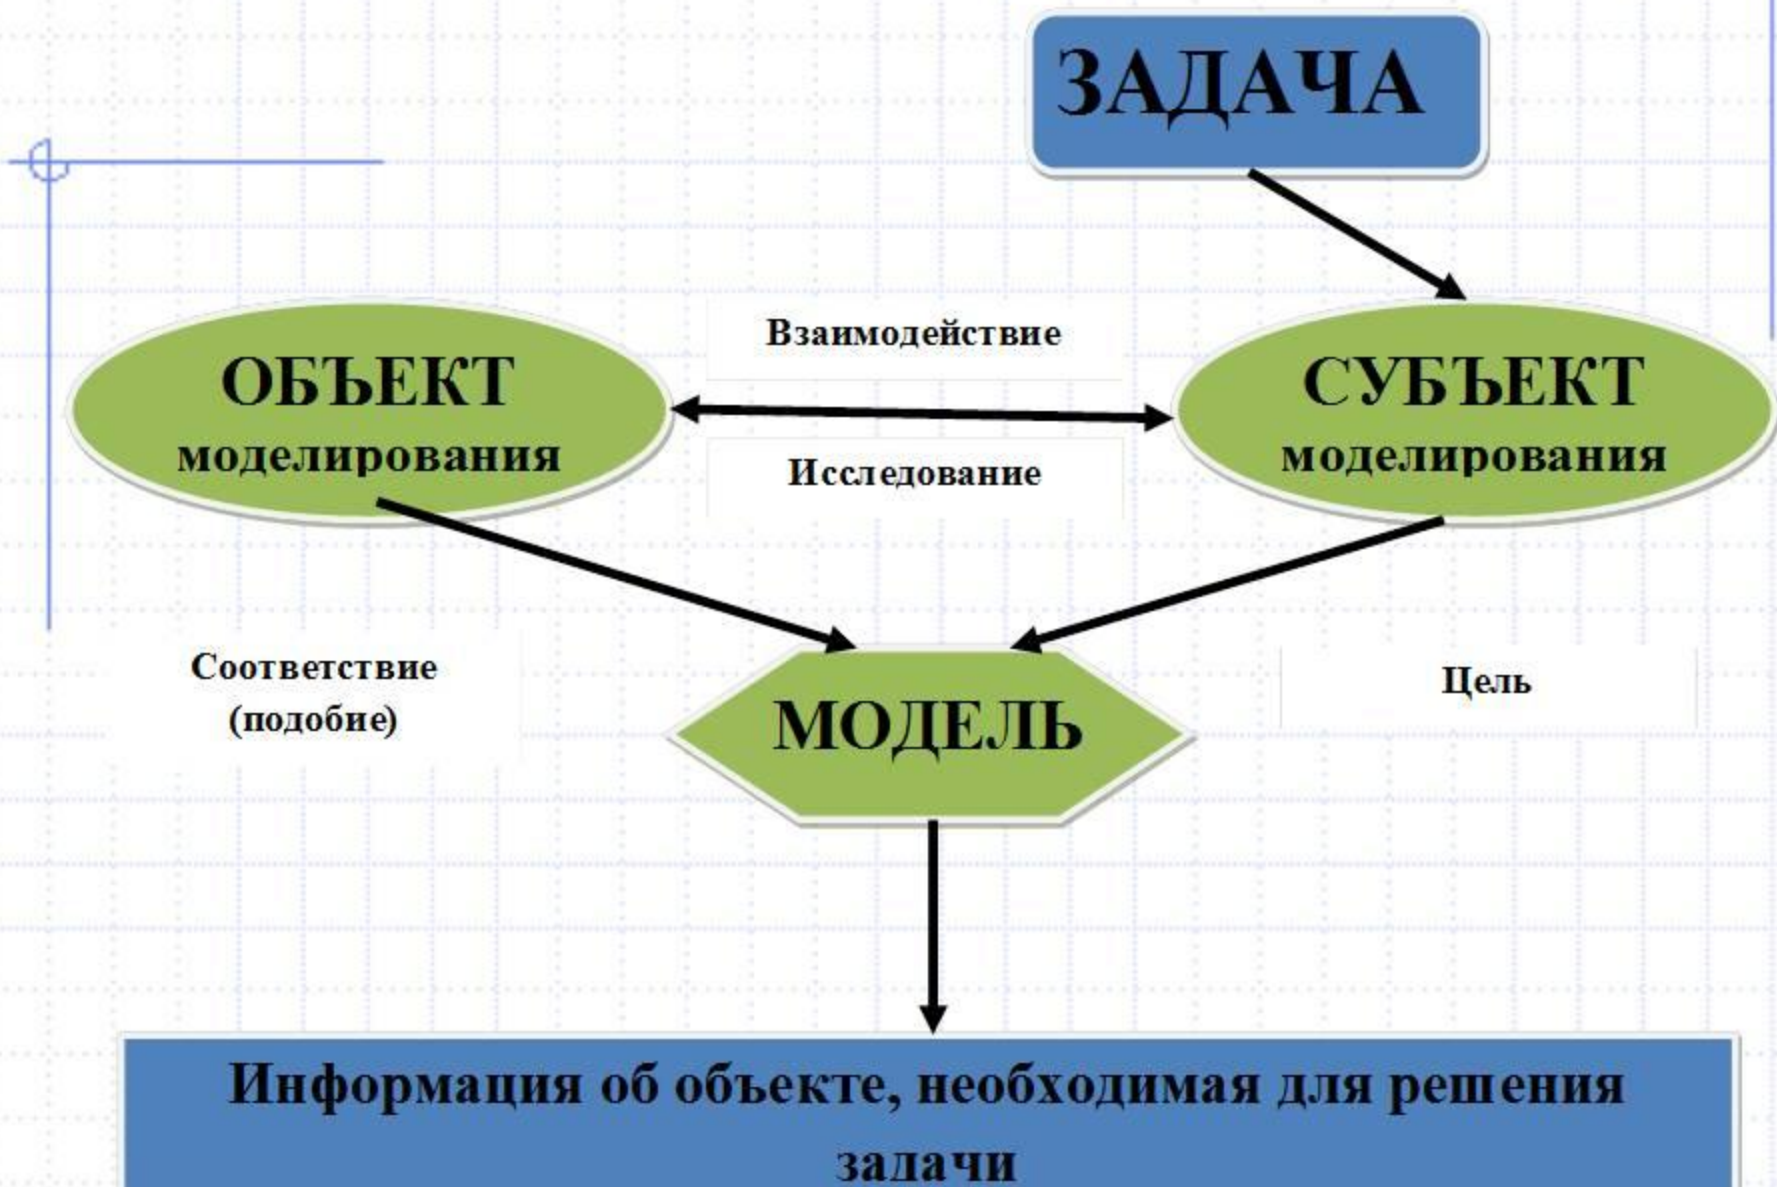 ЗАДАЧА
ОБЪЕКТ
моделирования
Взаимодействие
Исследование
СУБЪЕКТ
моделирования
Соответствие
(подобие)
МОДЕЛЬ
Цель
Информация об объекте, необходимая для решения
задачи